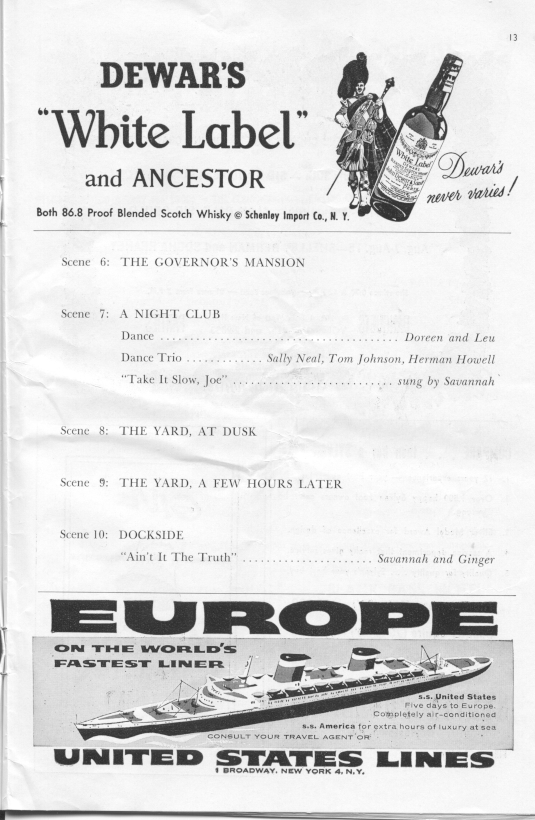 13
DEWAR'S
"White Label"
and ANCESTOR
Dewar's
never varies!
White Label
Both 86.8 Proof Blended Scotch Whisky © Schenley Import Co., N. Y.
Scene 6: THE GOVERNOR'S MANSION
Scene 7: A NIGHT CLUB
Dance ........................................ Doreen and Leu
Dance Trio ............. Sally Neal, Tom Johnson, Herman Howell
"Take It Slow, Joe" ........................... sung by Savannah
Scene 8: THE YARD, AT DUSK
Scene 9: THE YARD, A FEW HOURS LATER
Scene 10: DOCKSIDE
"Ain't It The Truth" ...................... Savannah and Ginger
EUROPE
ON THE WORLD'S
FASTEST LINER
s.s. United States
Five days to Europe.
Completely air-conditioned
s.s. America for extra hours of luxury at sea
CONSULT YOUR TRAVEL AGENT OR
UNITED STATES LINES
1 BROADWAY, NEW YORK 4, N.Y.